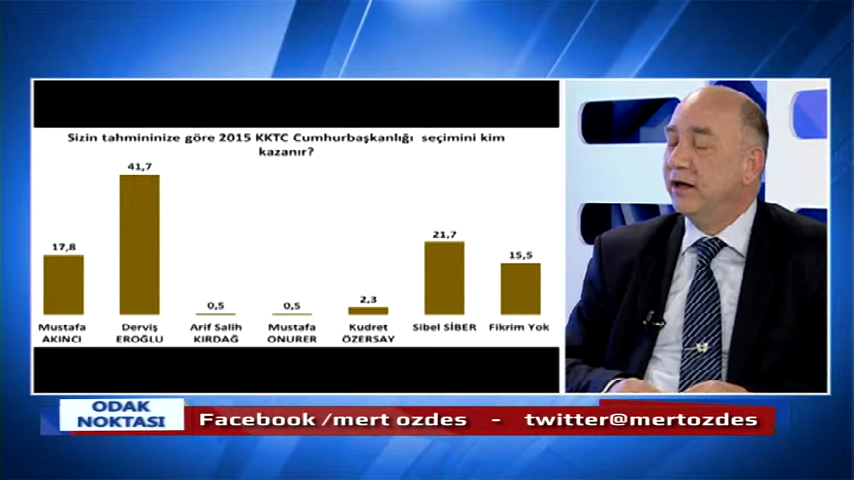 Sizin tahmininize göre 2015 KKTC Cumhurbaşkanlığı seçimini kim
kazanır?
41,7
17,8
0,5
0,5
2,3
21,7
15,5
Mustafa
AKINCI
Derviş
EROĞLU
Arif Salih
KIRDAĞ
Mustafa
ONURER
Kudret
ÖZERSAY
Sibel SİBER
Fikrim Yok
ODAK
NOKTASI
Facebook /mert ozdes - twitter@mertozdes